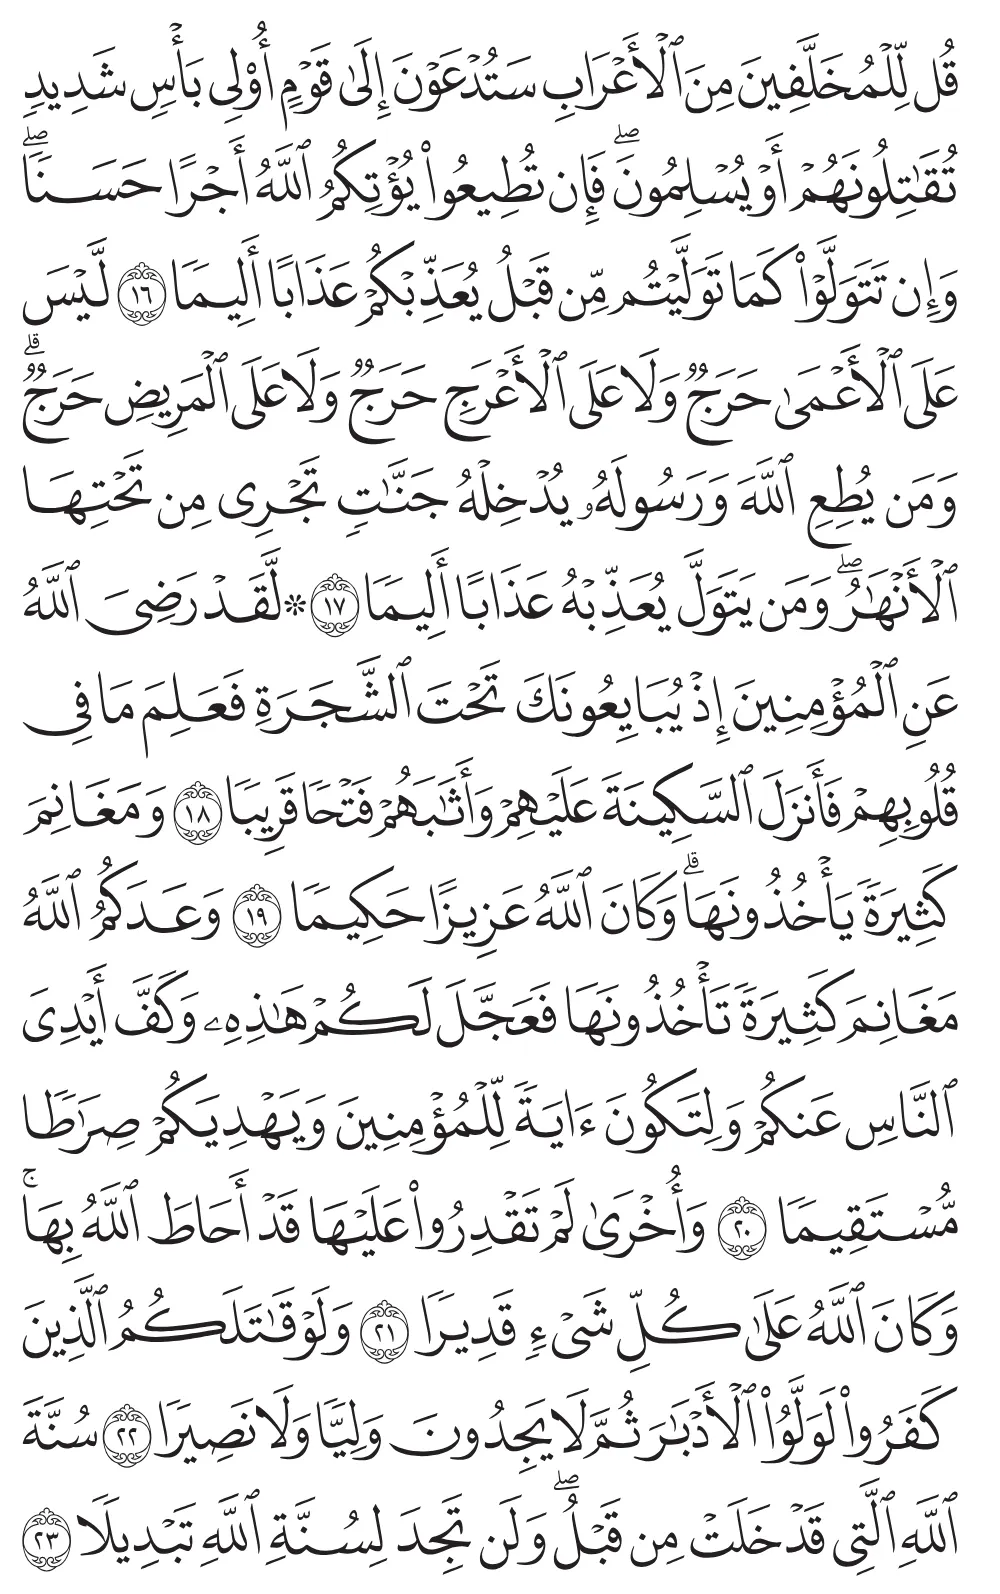 قُل لِّلْمُخَلَّفِينَ مِنَ ٱلْأَعْرَابِ سَتُدْعَوْنَ إِلَىٰ قَوْمٍ أُو۟لِى بَأْسٍ شَدِيدٍ
تُقَـٰتِلُونَهُمْ أَوْ يُسْلِمُونَ ۖ فَإِن تُطِيعُوا۟ يُؤْتِكُمُ ٱللَّهُ أَجْرًا حَسَنًا ۖ
وَإِن تَتَوَلَّوْا۟ كَمَا تَوَلَّيْتُم مِّن قَبْلُ يُعَذِّبْكُمْ عَذَابًا أَلِيمًا ١٦ لَّيْسَ
عَلَى ٱلْأَعْمَىٰ حَرَجٌ وَلَا عَلَى ٱلْأَعْرَجِ حَرَجٌ وَلَا عَلَى ٱلْمَرِيضِ حَرَجٌ ۗ
وَمَن يُطِعِ ٱللَّهَ وَرَسُولَهُۥ يُدْخِلْهُ جَنَّـٰتٍ تَجْرِى مِن تَحْتِهَا
ٱلْأَنْهَـٰرُ ۖ وَمَن يَتَوَلَّ يُعَذِّبْهُ عَذَابًا أَلِيمًا ١٧ ۞ لَّقَدْ رَضِىَ ٱللَّهُ
عَنِ ٱلْمُؤْمِنِينَ إِذْ يُبَايِعُونَكَ تَحْتَ ٱلشَّجَرَةِ فَعَلِمَ مَا فِى
قُلُوبِهِمْ فَأَنزَلَ ٱلسَّكِينَةَ عَلَيْهِمْ وَأَثَـٰبَهُمْ فَتْحًا قَرِيبًا ١٨ وَمَغَانِمَ
كَثِيرَةً يَأْخُذُونَهَا ۗ وَكَانَ ٱللَّهُ عَزِيزًا حَكِيمًا ١٩ وَعَدَكُمُ ٱللَّهُ
مَغَانِمَ كَثِيرَةً تَأْخُذُونَهَا فَعَجَّلَ لَكُمْ هَـٰذِهِۦ وَكَفَّ أَيْدِىَ
ٱلنَّاسِ عَنكُمْ وَلِتَكُونَ ءَايَةً لِّلْمُؤْمِنِينَ وَيَهْدِيَكُمْ صِرَٰطًا
مُّسْتَقِيمًا ٢٠ وَأُخْرَىٰ لَمْ تَقْدِرُوا۟ عَلَيْهَا قَدْ أَحَاطَ ٱللَّهُ بِهَا ۚ
وَكَانَ ٱللَّهُ عَلَىٰ كُلِّ شَىْءٍ قَدِيرًا ٢١ وَلَوْ قَـٰتَلَكُمُ ٱلَّذِينَ
كَفَرُوا۟ لَوَلَّوُا۟ ٱلْأَدْبَـٰرَ ثُمَّ لَا يَجِدُونَ وَلِيًّا وَلَا نَصِيرًا ٢٢ سُنَّةَ
ٱللَّهِ ٱلَّتِى قَدْ خَلَتْ مِن قَبْلُ ۖ وَلَن تَجِدَ لِسُنَّةِ ٱللَّهِ تَبْدِيلًا ٢٣